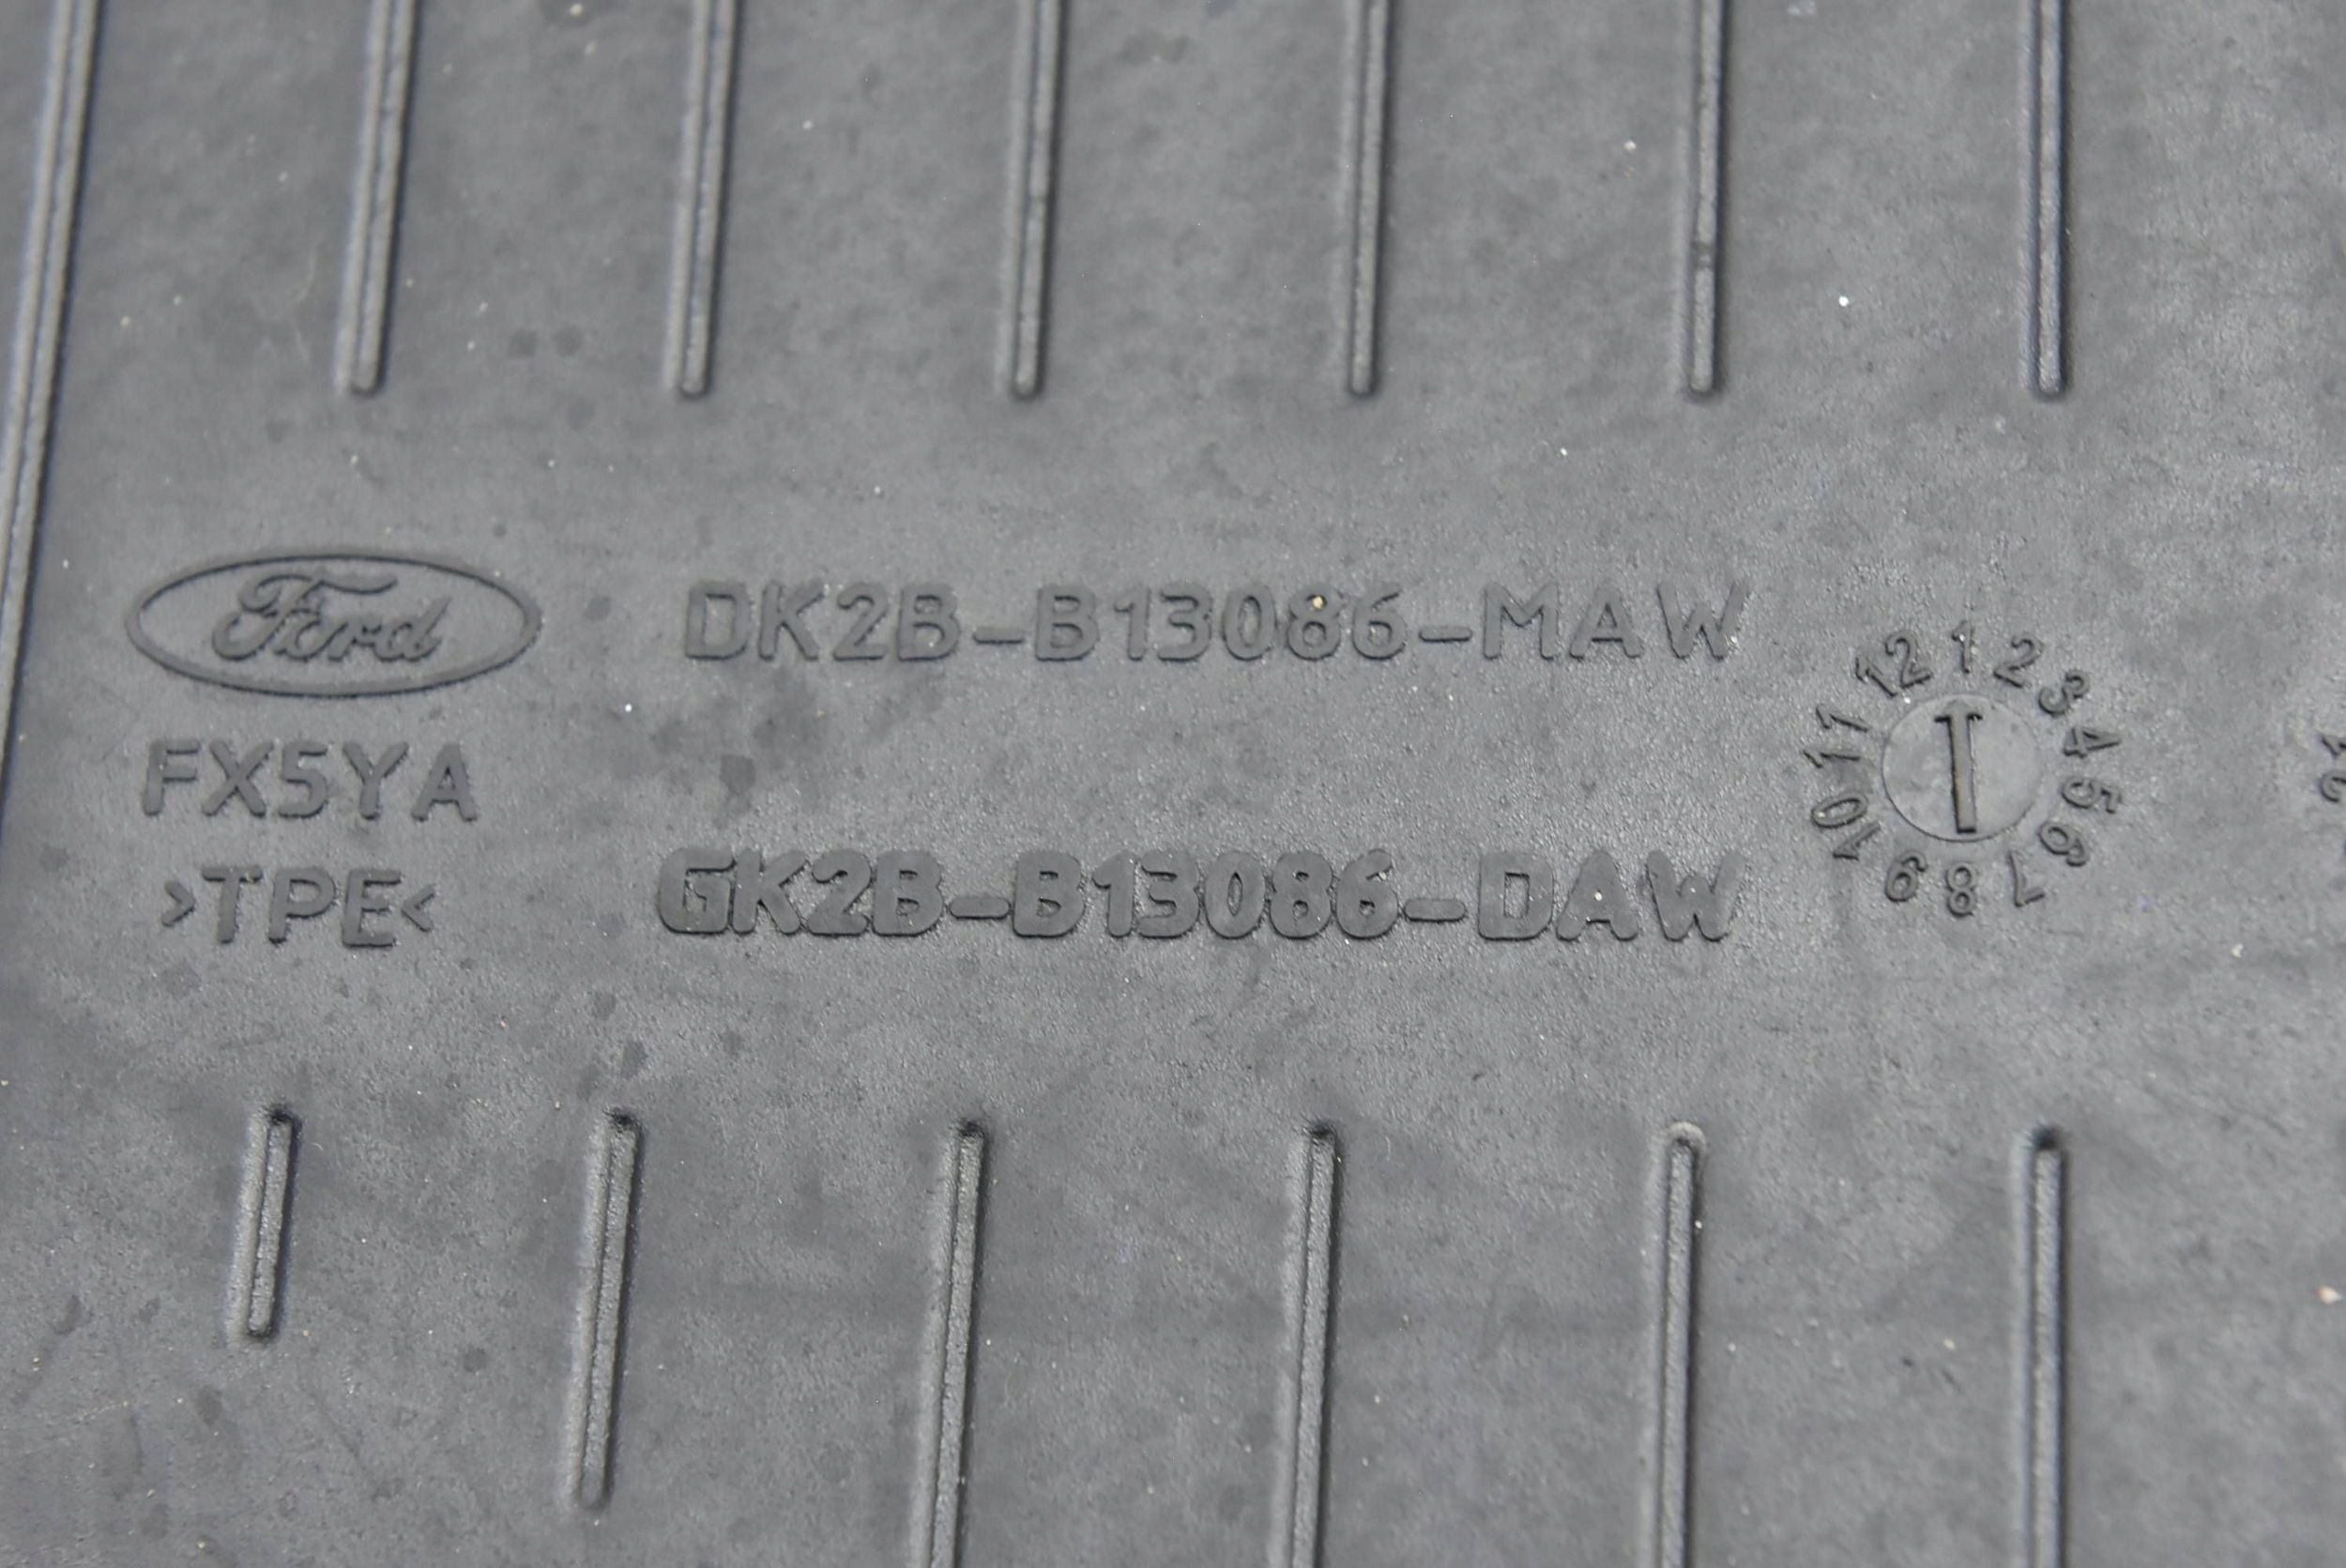 Ford DK2B-B13086-MAW
FX5YA
>TPE< GK2B-B13086-DAW
1 2 3 4 5 6 7 8 9 10 11 12